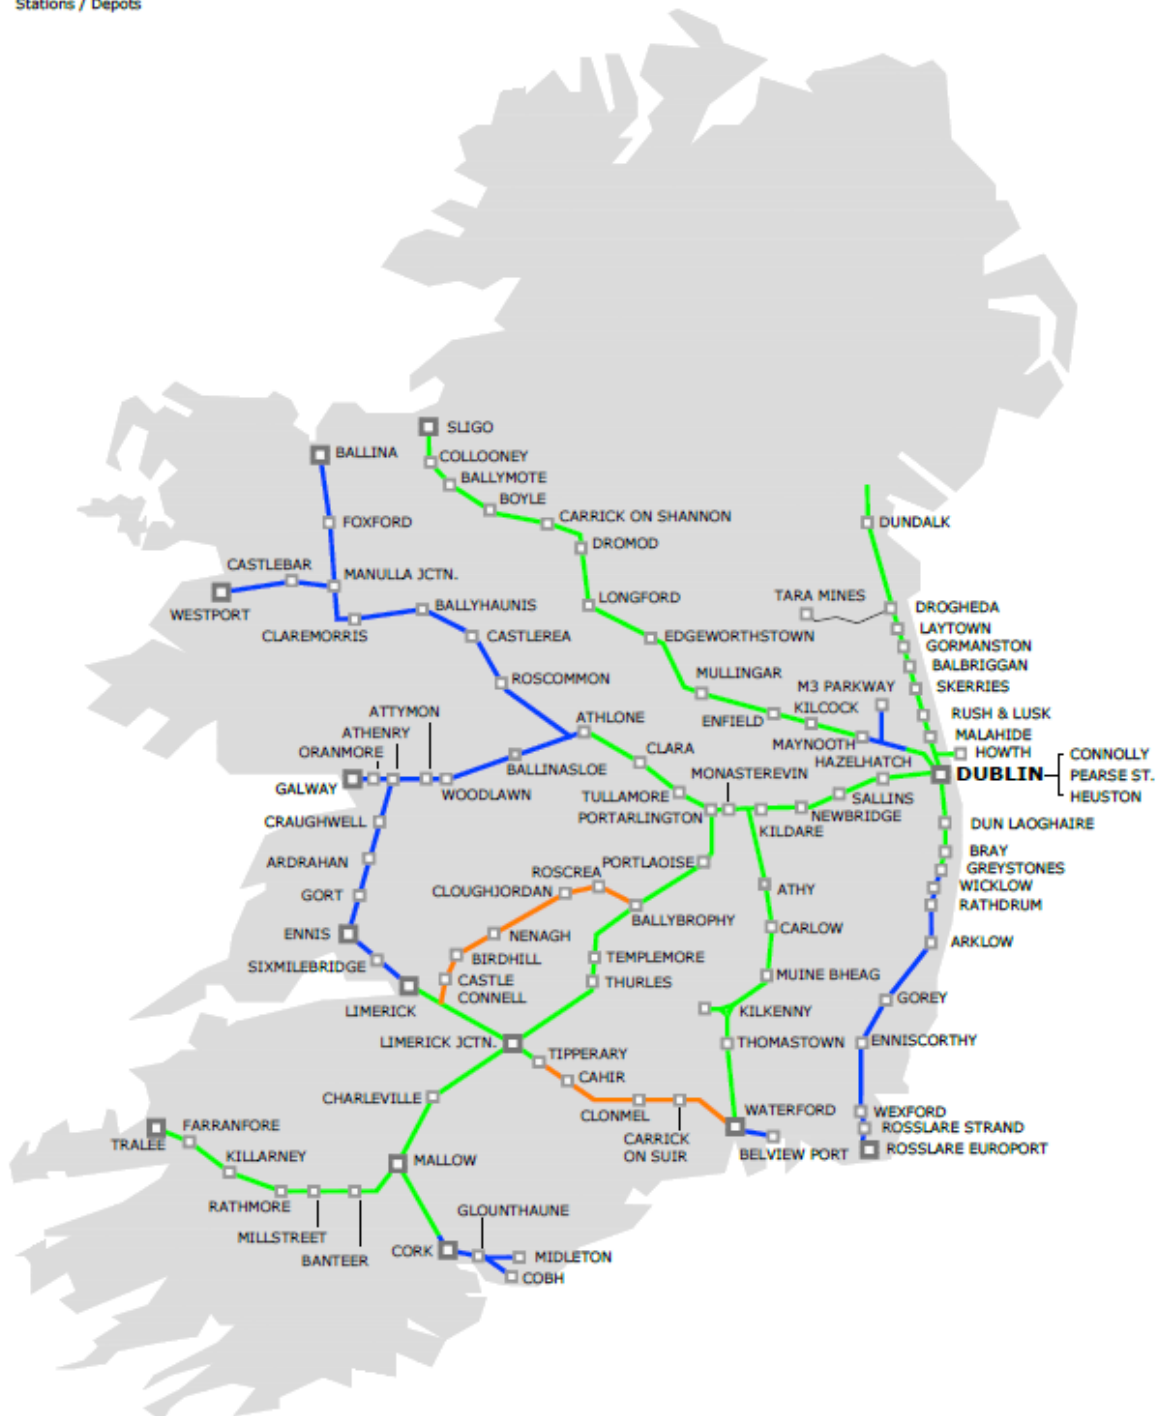 Stations / Depots
SLIGO
BALLINA
COLLOONEY
BALLYMOTE
BOYLE
CARRICK ON SHANNON
FOXFORD
DUNDALK
DROMOD
CASTLEBAR
MANULLA JCTN.
TARA MINES
LONGFORD
BALLYHAUNIS
DROGHEDA
WESTPORT
LAYTOWN
CLAREMORRIS
CASTLEREA
EDGEWORTHSTOWN
GORMANSTON
BALBRIGGAN
MULLINGAR
ROSCOMMON
M3 PARKWAY
SKERRIES
KILCOCK
ATTYMON
ATHLONE
ENFIELD
RUSH & LUSK
ATHENRY
MAYNOOTH
MALAHIDE
ORANMORE
CLARA
HOWTH
CONNOLLY
HAZELHATCH
BALLINASLOE
MONASTEREVIN
DUBLIN
PEARSE ST.
GALWAY
WOODLAWN
TULLAMORE
SALLINS
HEUSTON
PORTARLINGTON
NEWBRIDGE
CRAUGHWELL
KILDARE
DUN LAOGHAIRE
BRAY
ARDRAHAN
PORTLAOISE
GREYSTONES
ROSCREA
WICKLOW
CLOUGHJORDAN
ATHY
GORT
RATHDRUM
BALLYBROPHY
CARLOW
ENNIS
NENAGH
ARKLOW
BIRDHILL
TEMPLEMORE
SIXMILEBRIDGE
MUINE BHEAG
CASTLE
CONNELL
THURLES
GOREY
LIMERICK
KILKENNY
LIMERICK JCTN.
THOMASTOWN
ENNISCORTHY
TIPPERARY
CAHIR
CHARLEVILLE
WATERFORD
WEXFORD
CLONMEL
FARRANFORE
ROSSLARE STRAND
TRALEE
CARRICK
ON SUIR
ROSSLARE EUROPORT
BELVIEW PORT
KILLARNEY
MALLOW
RATHMORE
GLOUNTHAUNE
MILLSTREET
CORK
MIDLETON
BANTEER
COBH